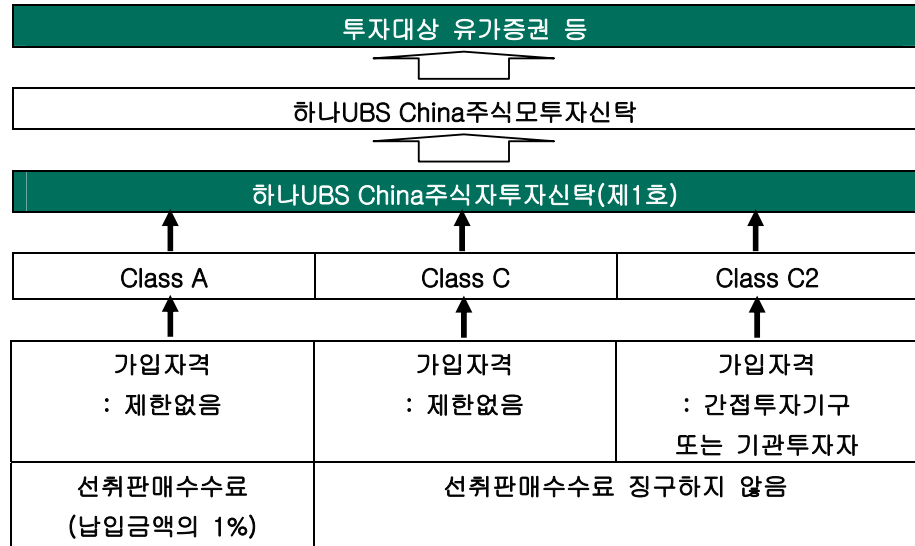 투자대상 유가증권 등
하나UBS China주식모투자신탁
하나UBS China주식자투자신탁(제1호)
Class A
Class C
Class C2
가입자격
: 제한없음
가입자격
: 제한없음
가입자격
: 간접투자기구
또는 기관투자자
선취판매수수료
(납입금액의 1%)
선취판매수수료 징구하지 않음